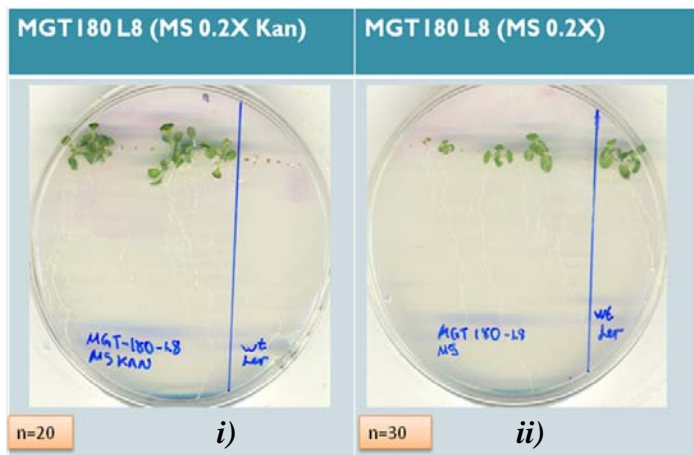 MGT180 L8 (MS 0.2X Kan)
MGT180 L8 (MS 0.2X)
MGT-180-L8
MS KAN
wt
Ler
MGT 180-L8
MS
wt
Ler
n=20
i)
n=30
ii)